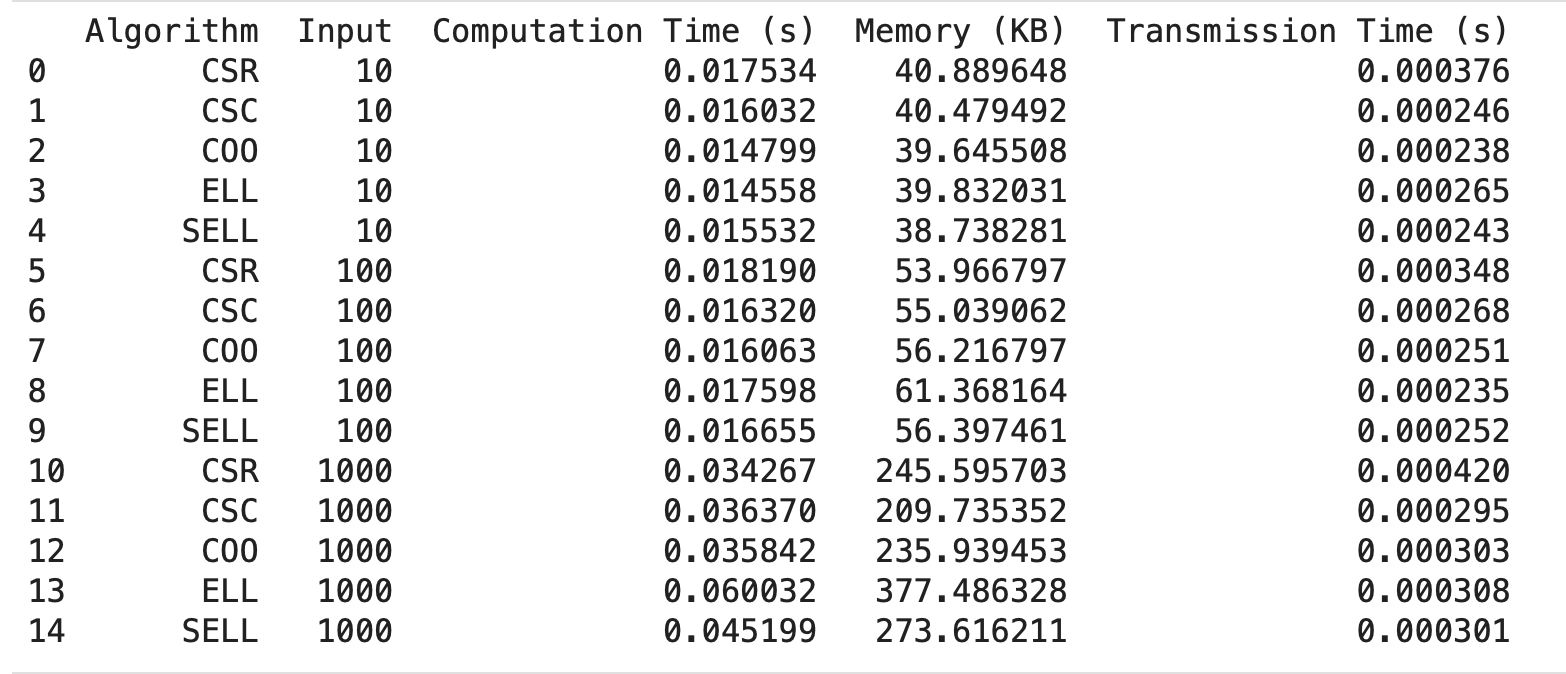 Algorithm Input Computation Time (s) Memory (KB) Transmission Time (s)
0 CSR 10 0.017534 40.889648 0.000376
1 CSC 10 0.016032 40.479492 0.000246
2 COO 10 0.014799 39.645508 0.000238
3 ELL 10 0.014558 39.832031 0.000265
4 SELL 10 0.015532 38.738281 0.000243
5 CSR 100 0.018190 53.966797 0.000348
6 CSC 100 0.016320 55.039062 0.000268
7 COO 100 0.016063 56.216797 0.000251
8 ELL 100 0.017598 61.368164 0.000235
9 SELL 100 0.016655 56.397461 0.000252
10 CSR 1000 0.034267 245.595703 0.000420
11 CSC 1000 0.036370 209.735352 0.000295
12 COO 1000 0.035842 235.939453 0.000303
13 ELL 1000 0.060032 377.486328 0.000308
14 SELL 1000 0.045199 273.616211 0.000301